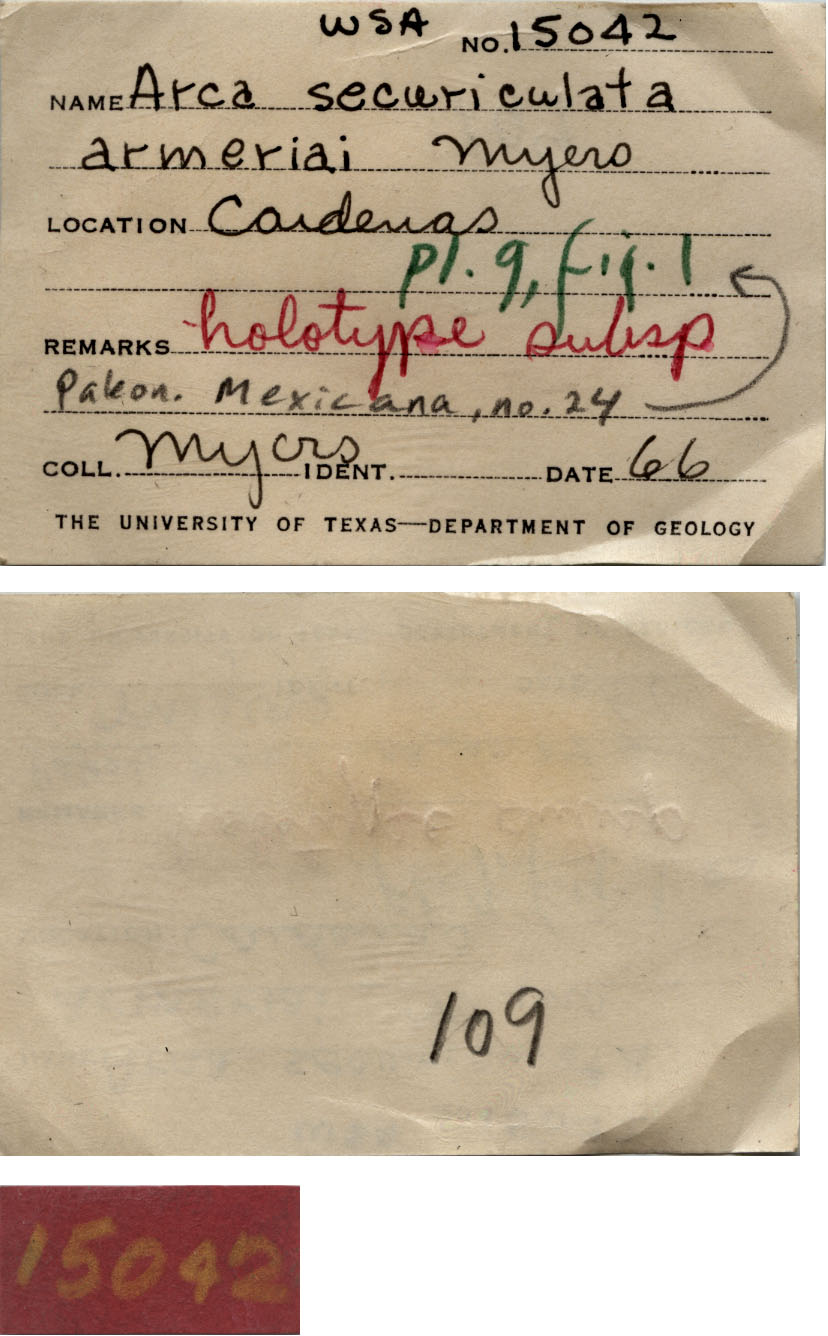 WSA NO. 15042
NAME Arca securiculata
armeriai Myers
LOCATION Cardenas
pl. 9, fig. 1
REMARKS holotype subsp
Paleon. Mexicana, no. 24
COLL. Myers IDENT. DATE 66
THE UNIVERSITY OF TEXAS—DEPARTMENT OF GEOLOGY
109
15042